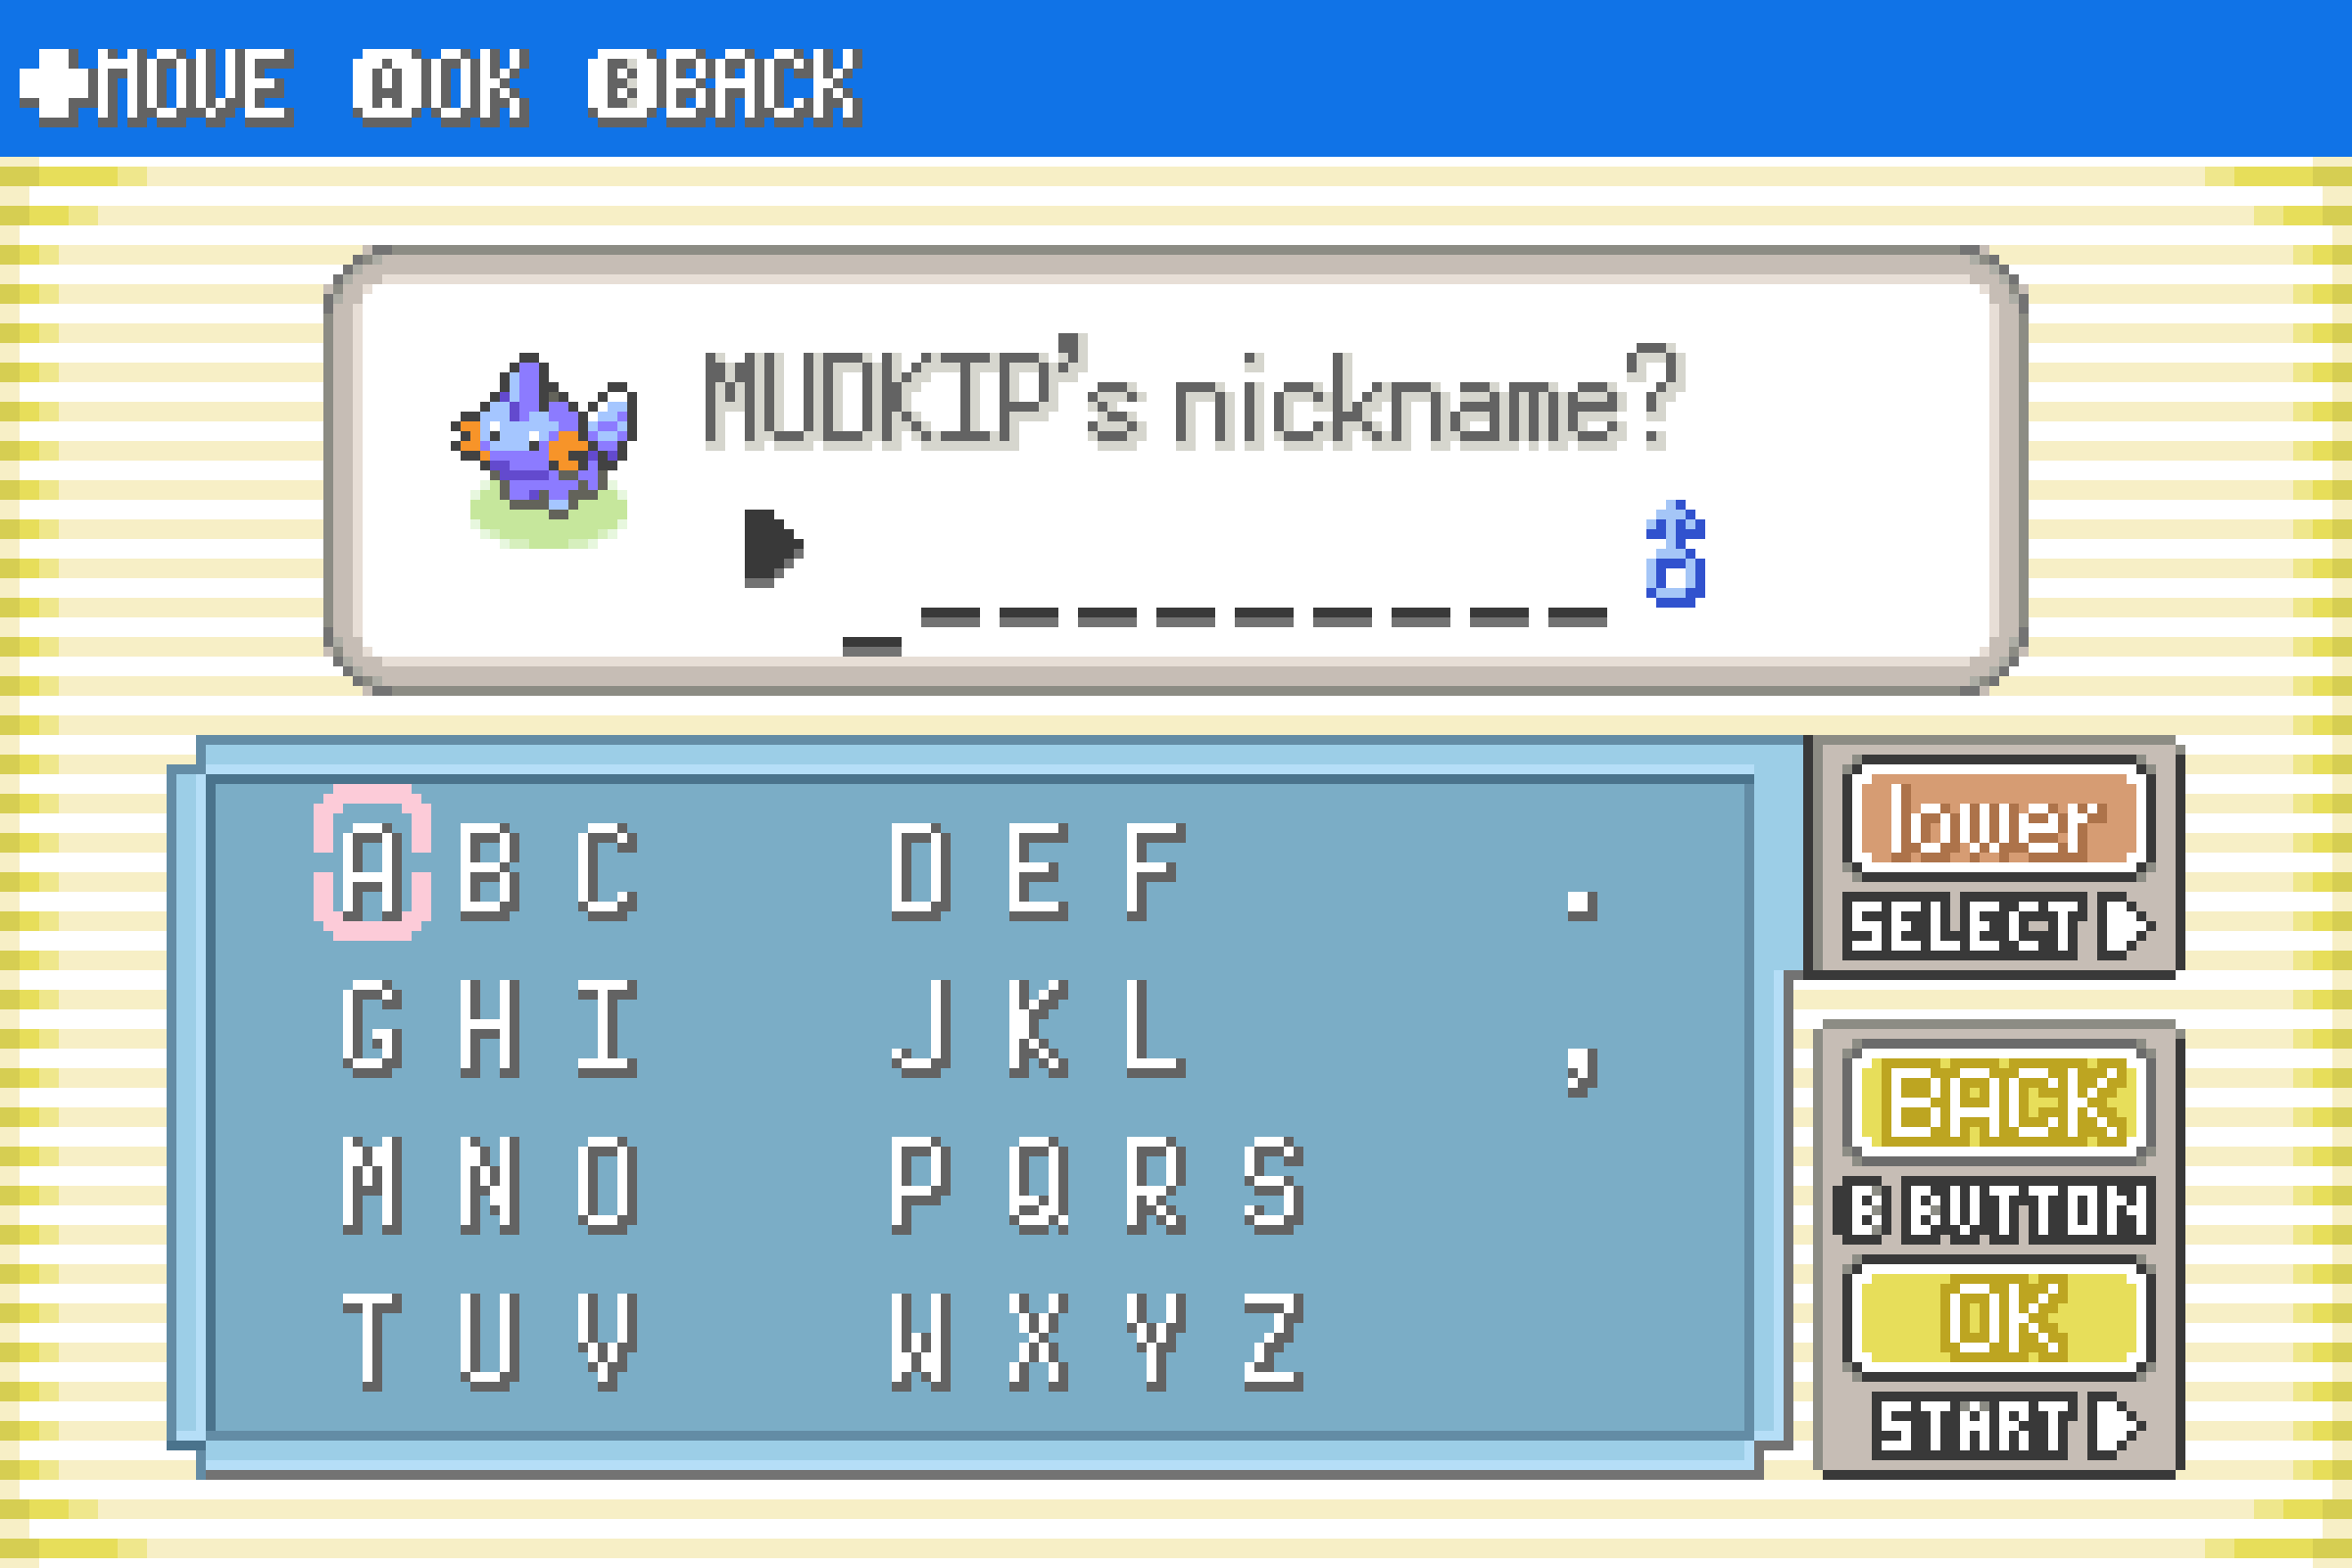 MOVE A OK B BACK
MUDKIP's nickname?
♂
lower
SELECT
A B C D E F .
G H I J K L ,
M N O P Q R S
T U V W X Y Z
BACK
B BUTTON
OK
START